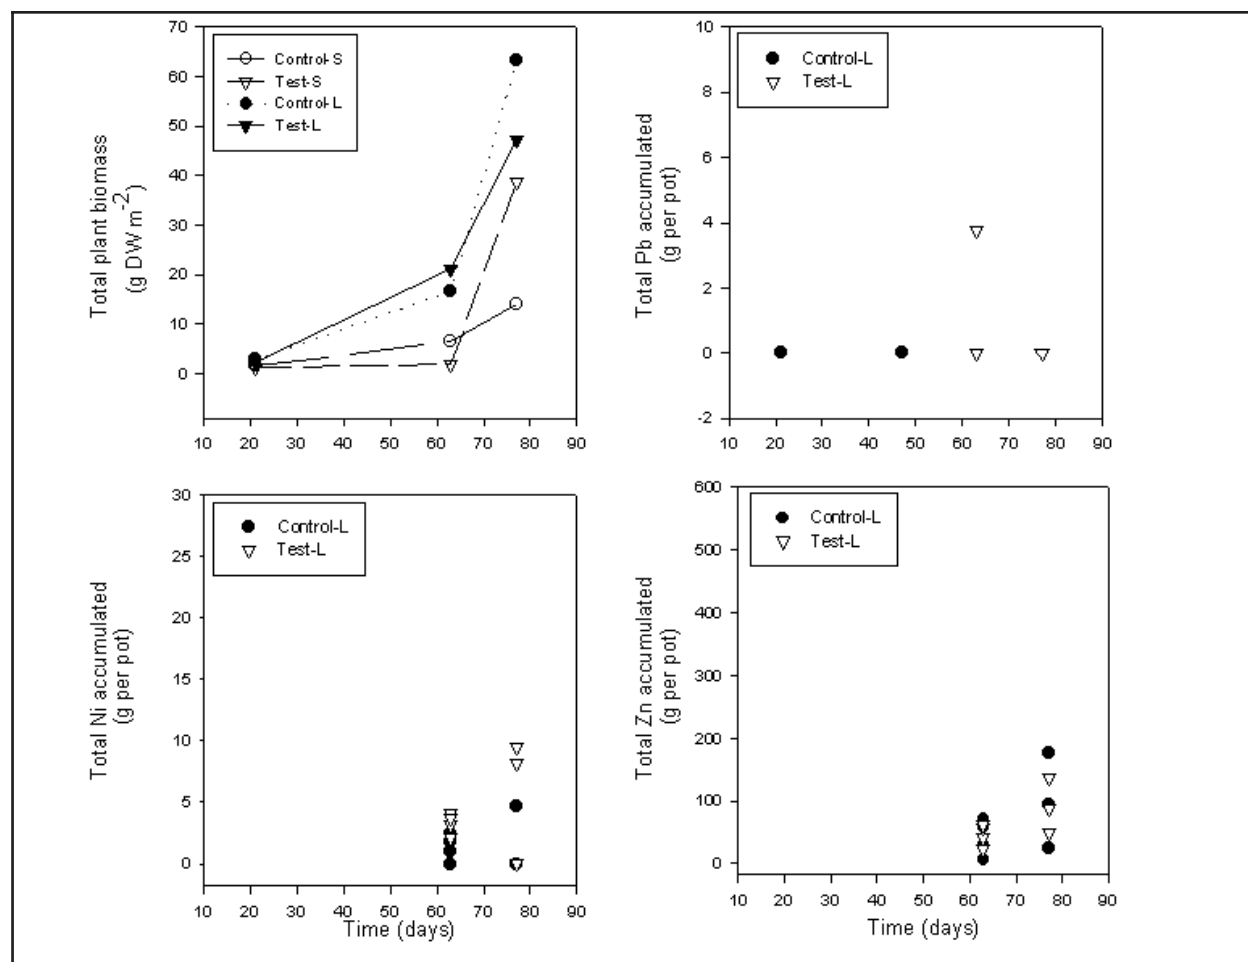 70
60
50
40
30
20
10
0
Total plant biomass
(g DW m-2)
Control-S
Test-S
Control-L
Test-L
10 20 30 40 50 60 70 80 90
10
8
6
4
2
0
-2
Total Pb accumulated
(g per pot)
Control-L
Test-L
10 20 30 40 50 60 70 80 90
30
25
20
15
10
5
0
Total Ni accumulated
(g per pot)
Control-L
Test-L
10 20 30 40 50 60 70 80 90
Time (days)
600
500
400
300
200
100
0
Total Zn accumulated
(g per pot)
Control-L
Test-L
10 20 30 40 50 60 70 80 90
Time (days)